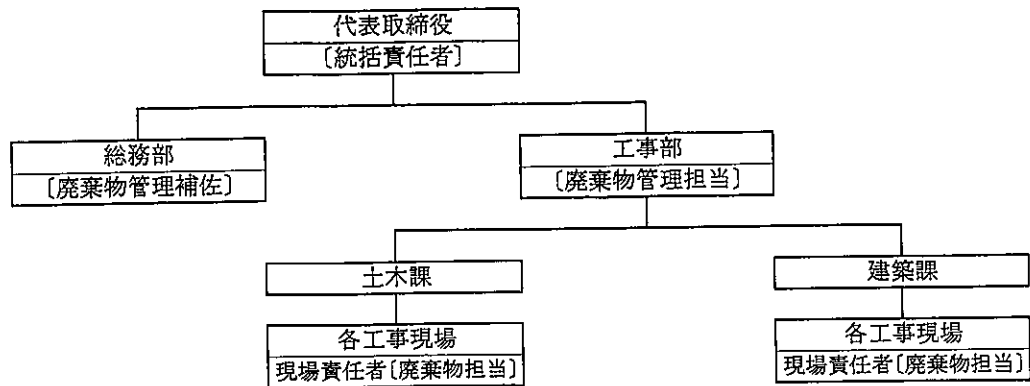 代表取締役
〔統括責任者〕
総務部
〔廃棄物管理補佐〕
工事部
〔廃棄物管理担当〕
土木課
建築課
各工事現場
現場責任者〔廃棄物担当〕
各工事現場
現場責任者〔廃棄物担当〕